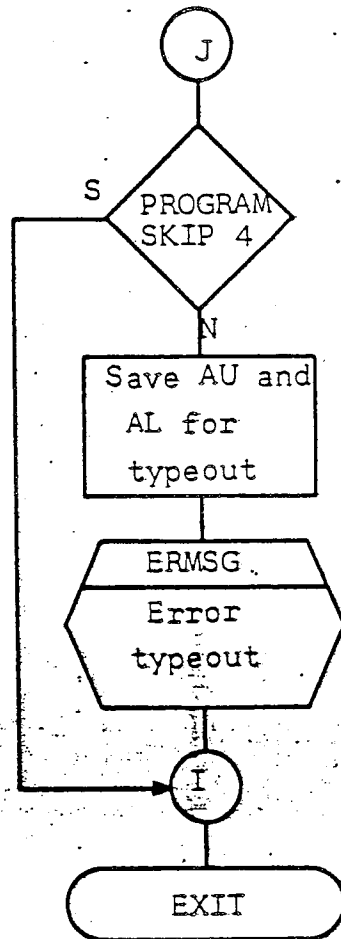 J
S
PROGRAM
SKIP 4
N
Save AU and
AL for
typeout
ERMSG
Error
typeout
I
EXIT